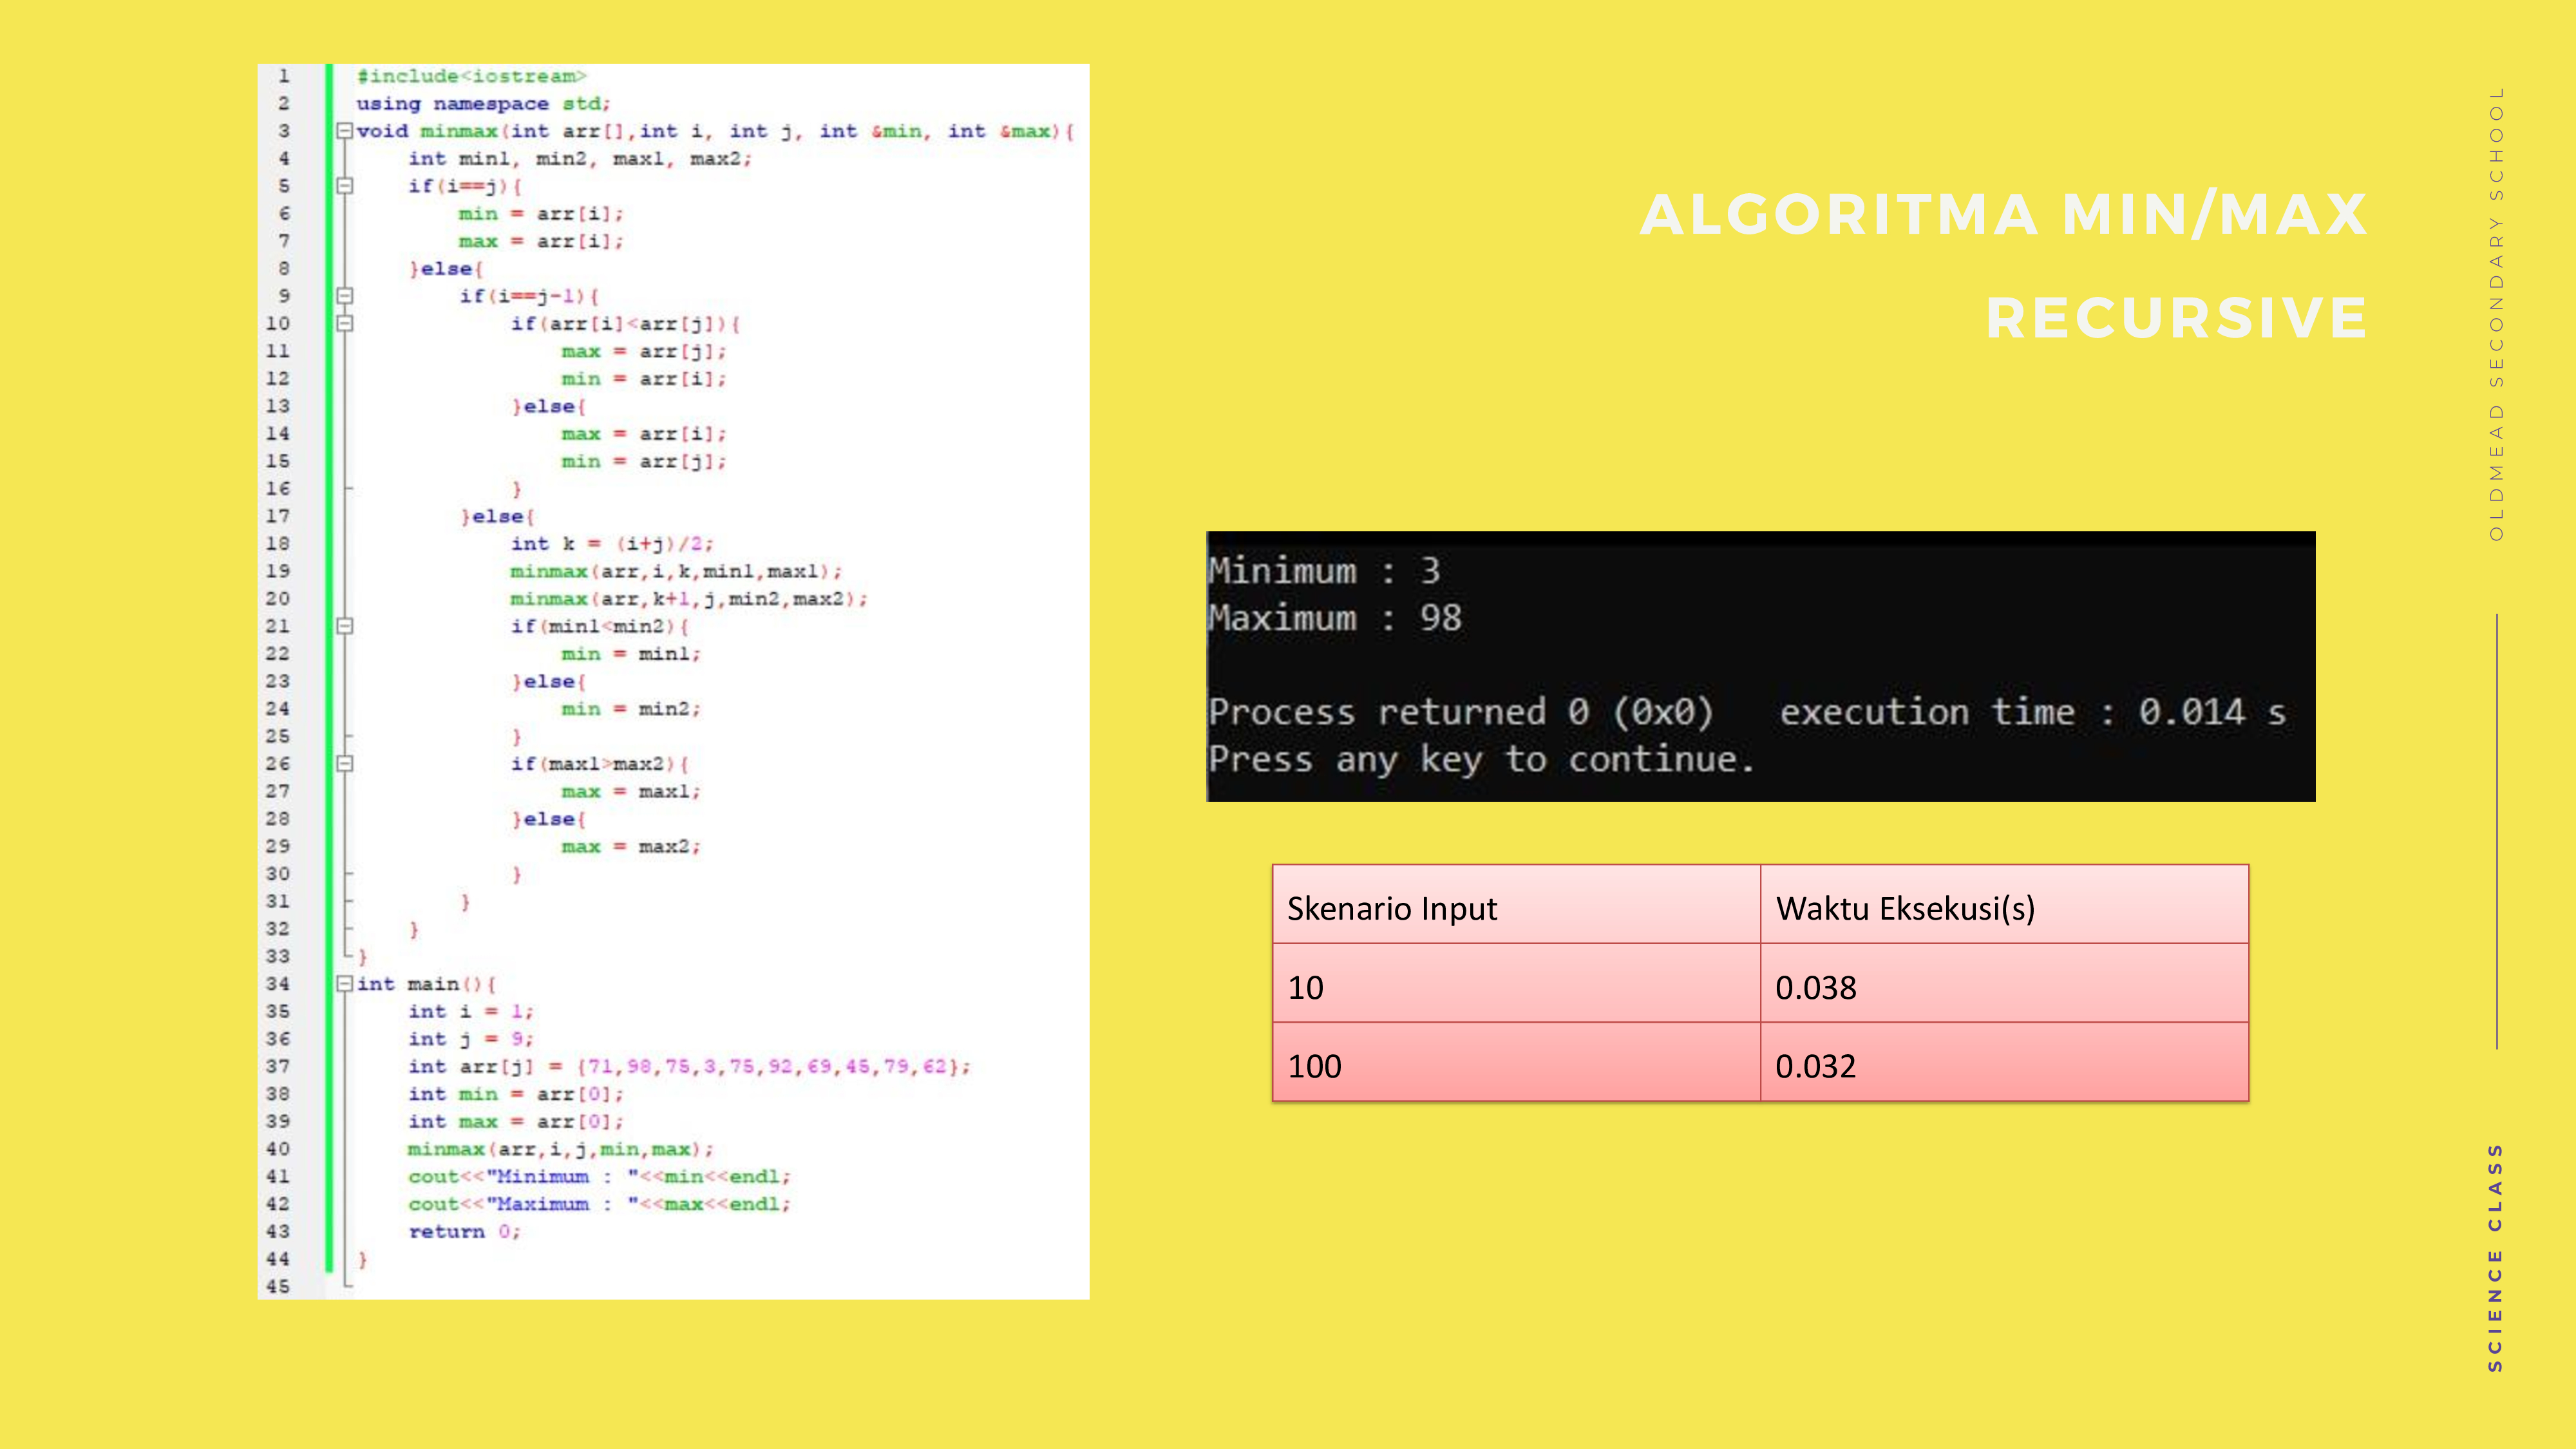 1 #include<iostream>
2 using namespace std;
3 void minmax(int arr[],int i, int j, int &min, int &max){
4     int min1, min2, max1, max2;
5     if(i==j){
6         min = arr[i];
7         max = arr[i];
8     }else{
9         if(i==j-1){
10             if(arr[i]<arr[j]){
11                 max = arr[j];
12                 min = arr[i];
13             }else{
14                 max = arr[i];
15                 min = arr[j];
16             }
17         }else{
18             int k = (i+j)/2;
19             minmax(arr,i,k,min1,max1);
20             minmax(arr,k+1,j,min2,max2);
21             if(min1<min2){
22                 min = min1;
23             }else{
24                 min = min2;
25             }
26             if(max1>max2){
27                 max = max1;
28             }else{
29                 max = max2;
30             }
31         }
32     }
33 }
34 int main(){
35     int i = 1;
36     int j = 9;
37     int arr[j] = {71,98,75,3,75,92,69,45,79,62};
38     int min = arr[0];
39     int max = arr[0];
40     minmax(arr,i,j,min,max);
41     cout<<"Minimum : "<<min<<endl;
42     cout<<"Maximum : "<<max<<endl;
43     return 0;
44 }
45
ALGORITMA MIN/MAX
RECURSIVE
Minimum : 3
Maximum : 98
Process returned 0 (0x0)   execution time : 0.014 s
Press any key to continue.
Skenario Input Waktu Eksekusi(s)
10 0.038
100 0.032
OLDMEAD SECONDARY SCHOOL
SCIENCE CLASS